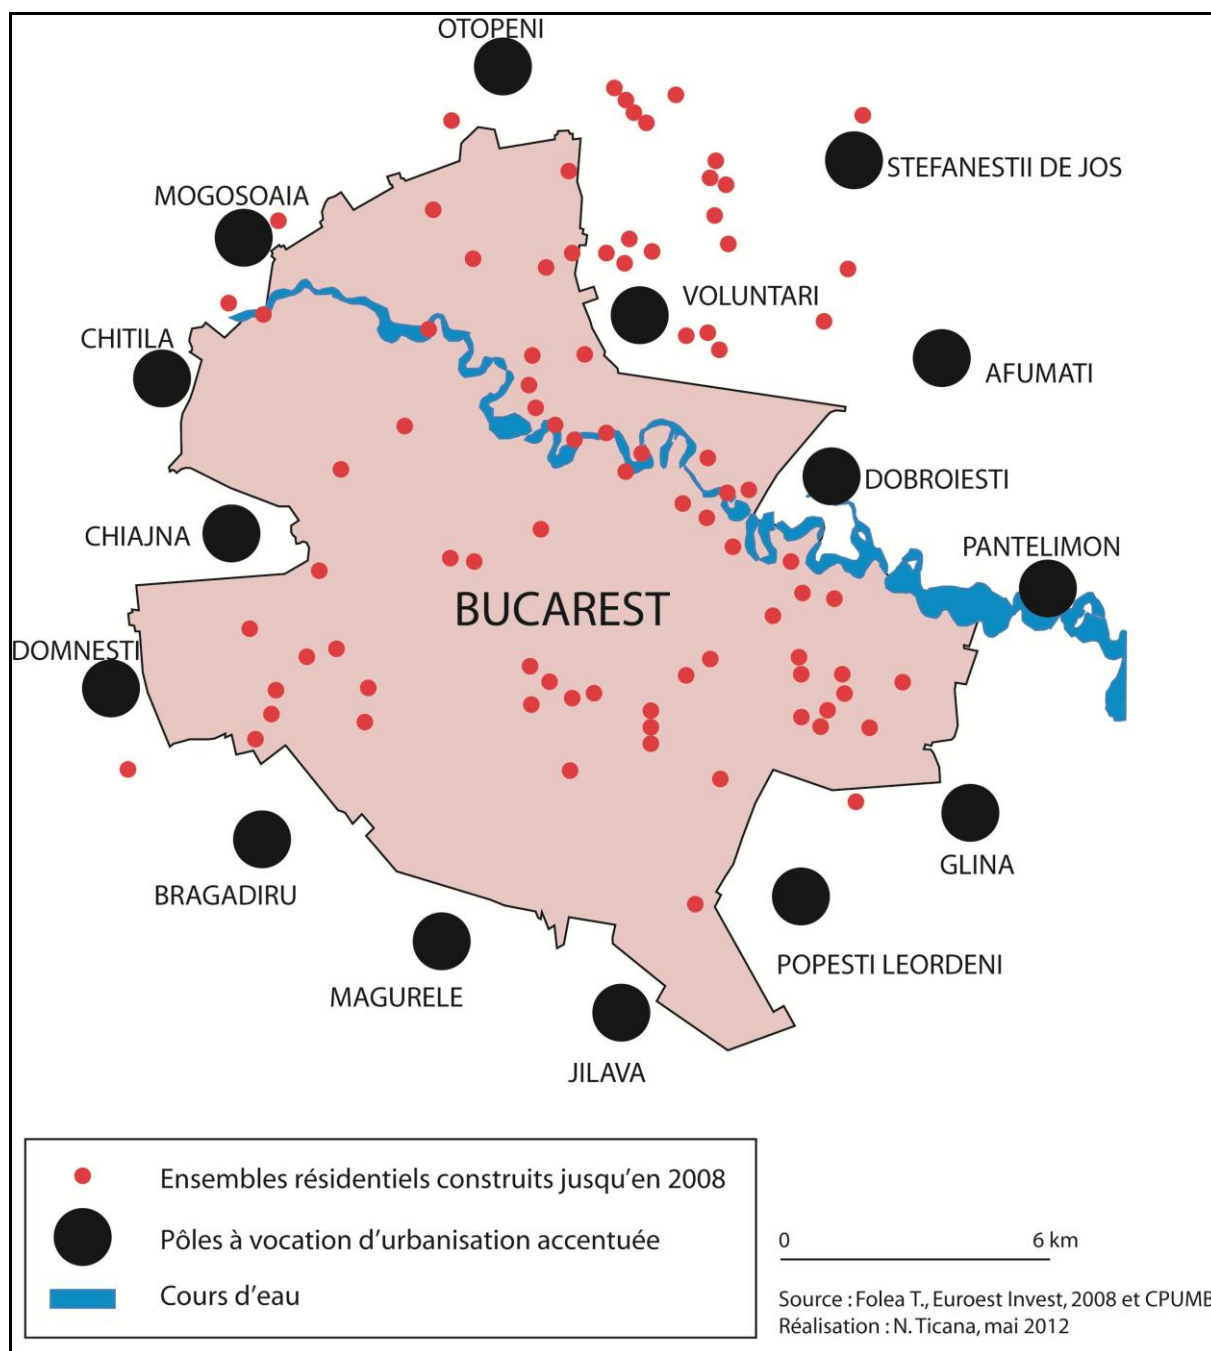 OTOPENI
STEFANESTII DE JOS
MOGOSOAIA
VOLUNTARI
CHITILA
AFUMATI
DOBROIESTI
CHIAJNA
PANTELIMON
BUCAREST
DOMNESTI
GLINA
BRAGADIRU
POPESTI LEORDENI
MAGURELE
JILAVA
Ensembles résidentiels construits jusqu'en 2008
Pôles à vocation d'urbanisation accentuée
Cours d'eau
0 6 km
Source : Folea T., Euroest Invest, 2008 et CPUMB
Réalisation : N. Ticana, mai 2012